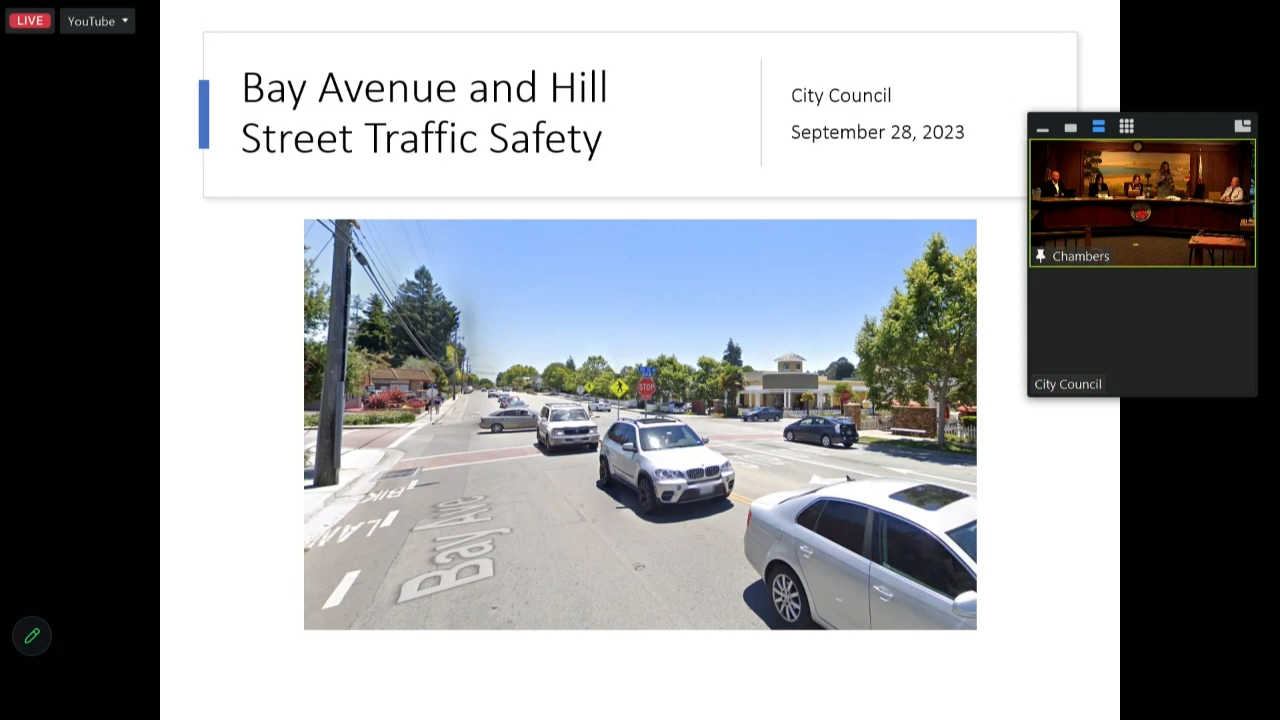 LIVE
YouTube
Bay Avenue and Hill
Street Traffic Safety
City Council
September 28, 2023
Chambers
City Council
STOP
BIKE
LANE
Bay Ave